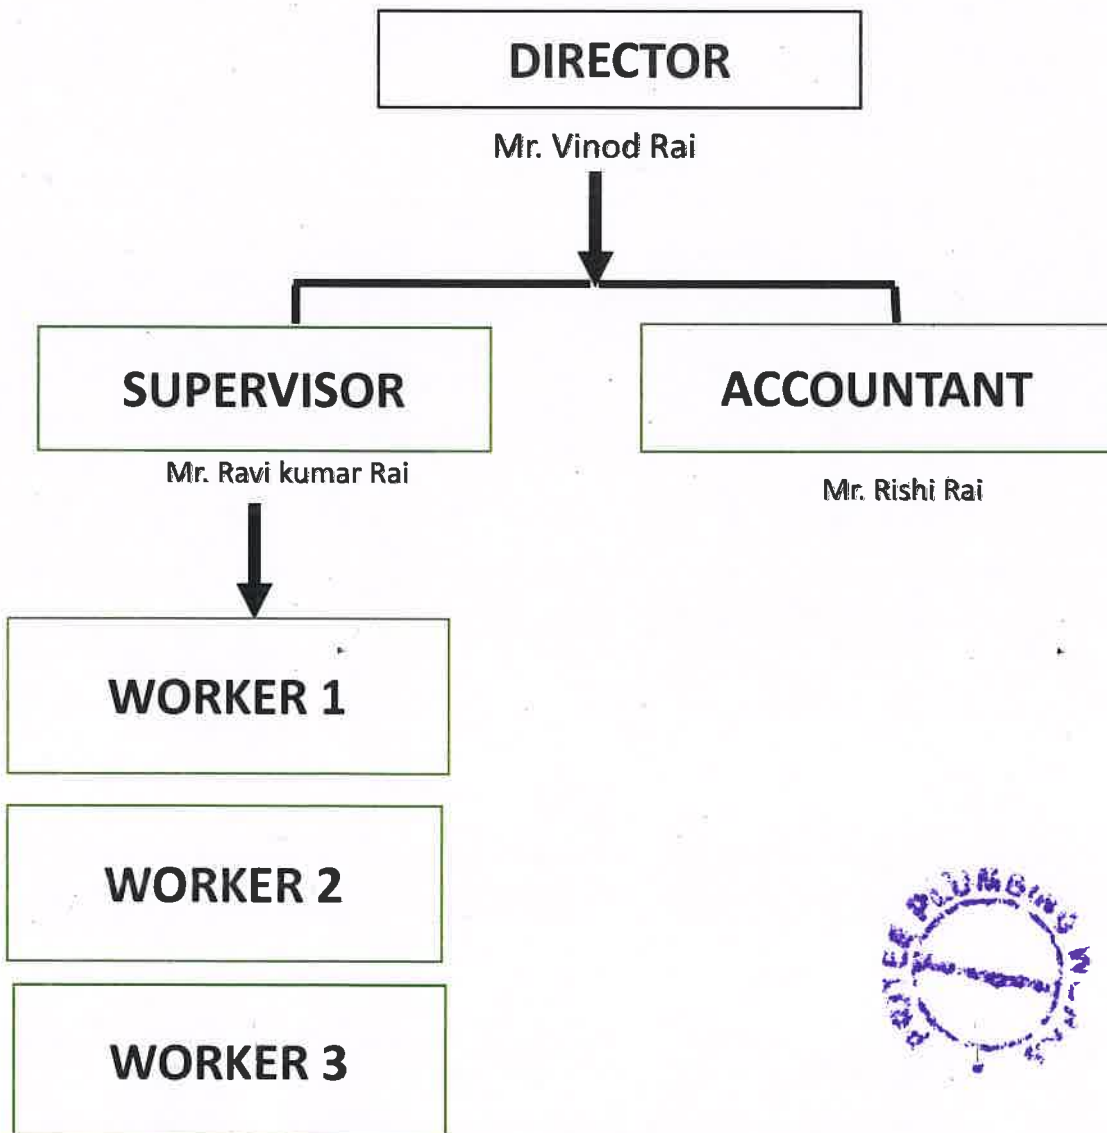 DIRECTOR
Mr. Vinod Rai
SUPERVISOR
ACCOUNTANT
Mr. Ravi kumar Rai
Mr. Rishi Rai
WORKER 1
WORKER 2
WORKER 3
PLUMBING